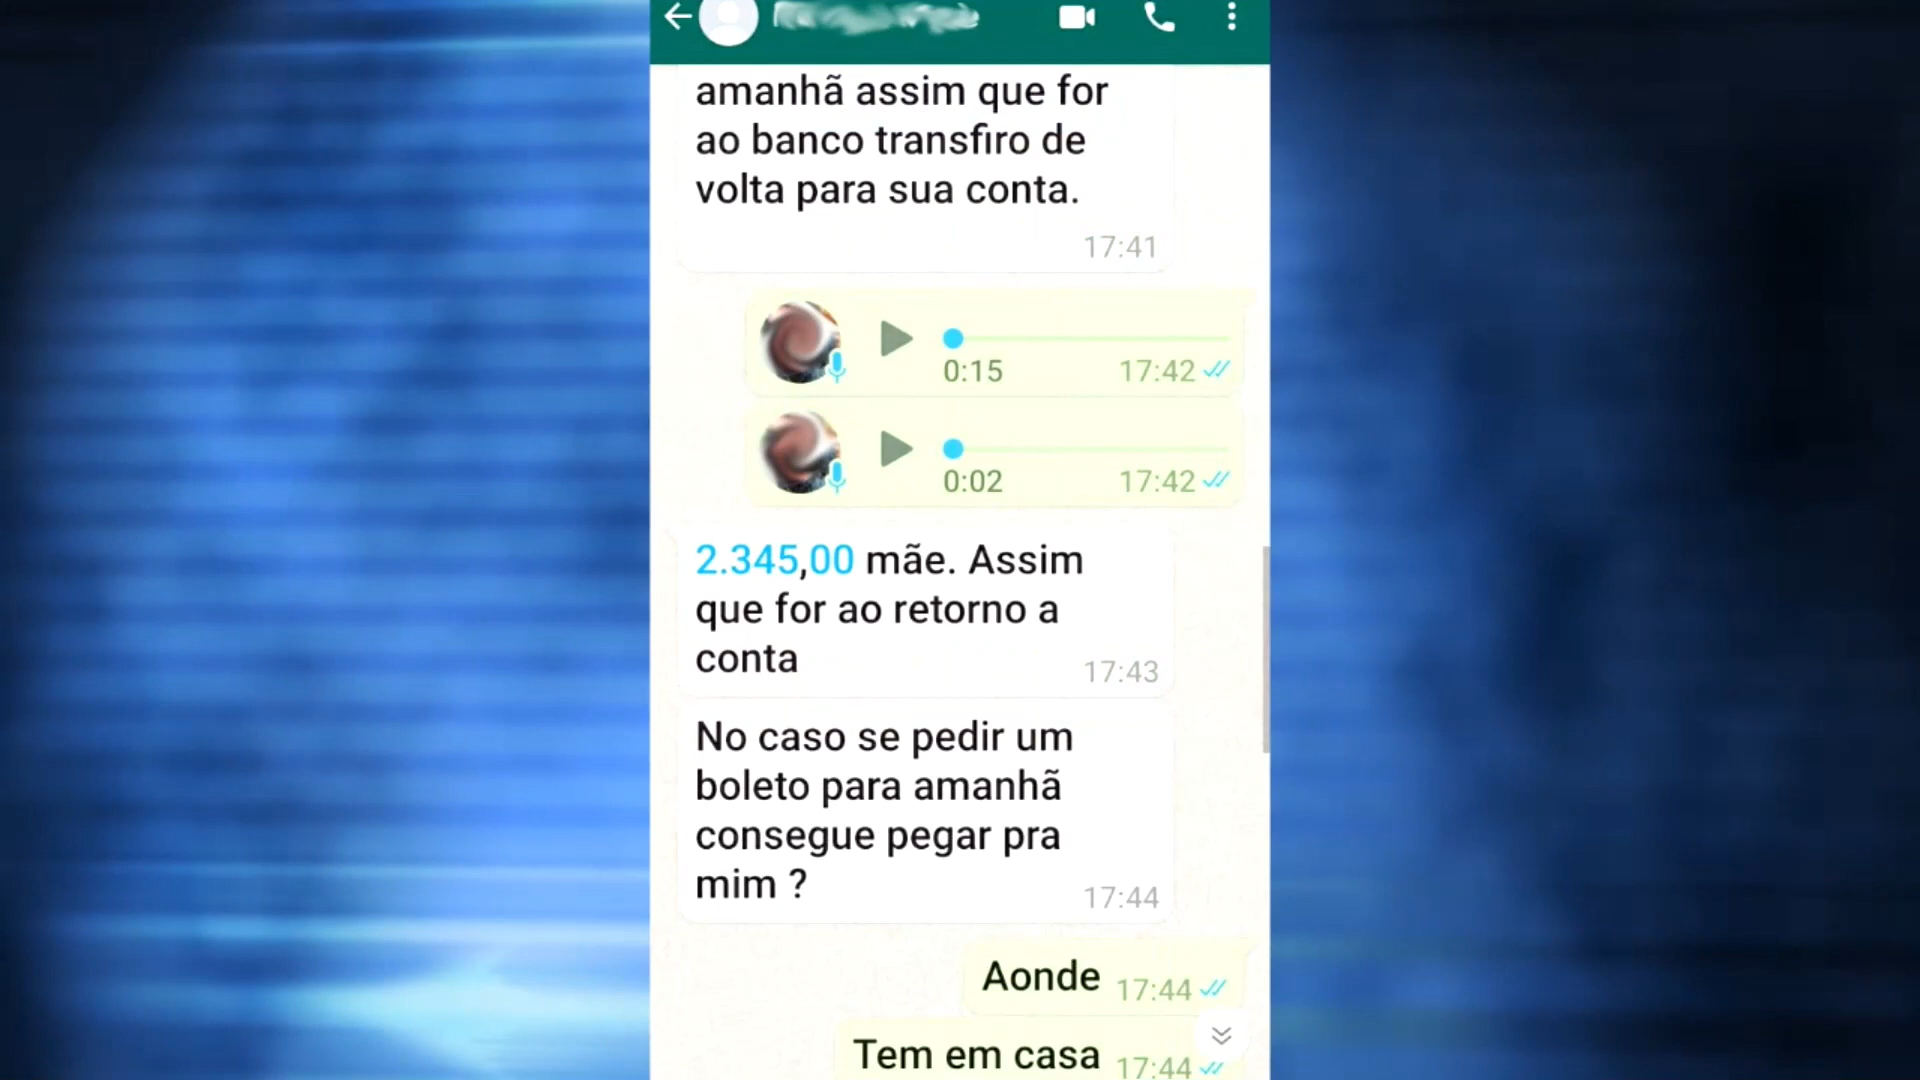 amanhã assim que for
ao banco transfiro de
volta para sua conta.
17:41
0:15 17:42
0:02 17:42
2.345,00 mãe. Assim
que for ao retorno a
conta 17:43
No caso se pedir um
boleto para amanhã
consegue pegar pra
mim ? 17:44
Aonde 17:44
Tem em casa 17:44